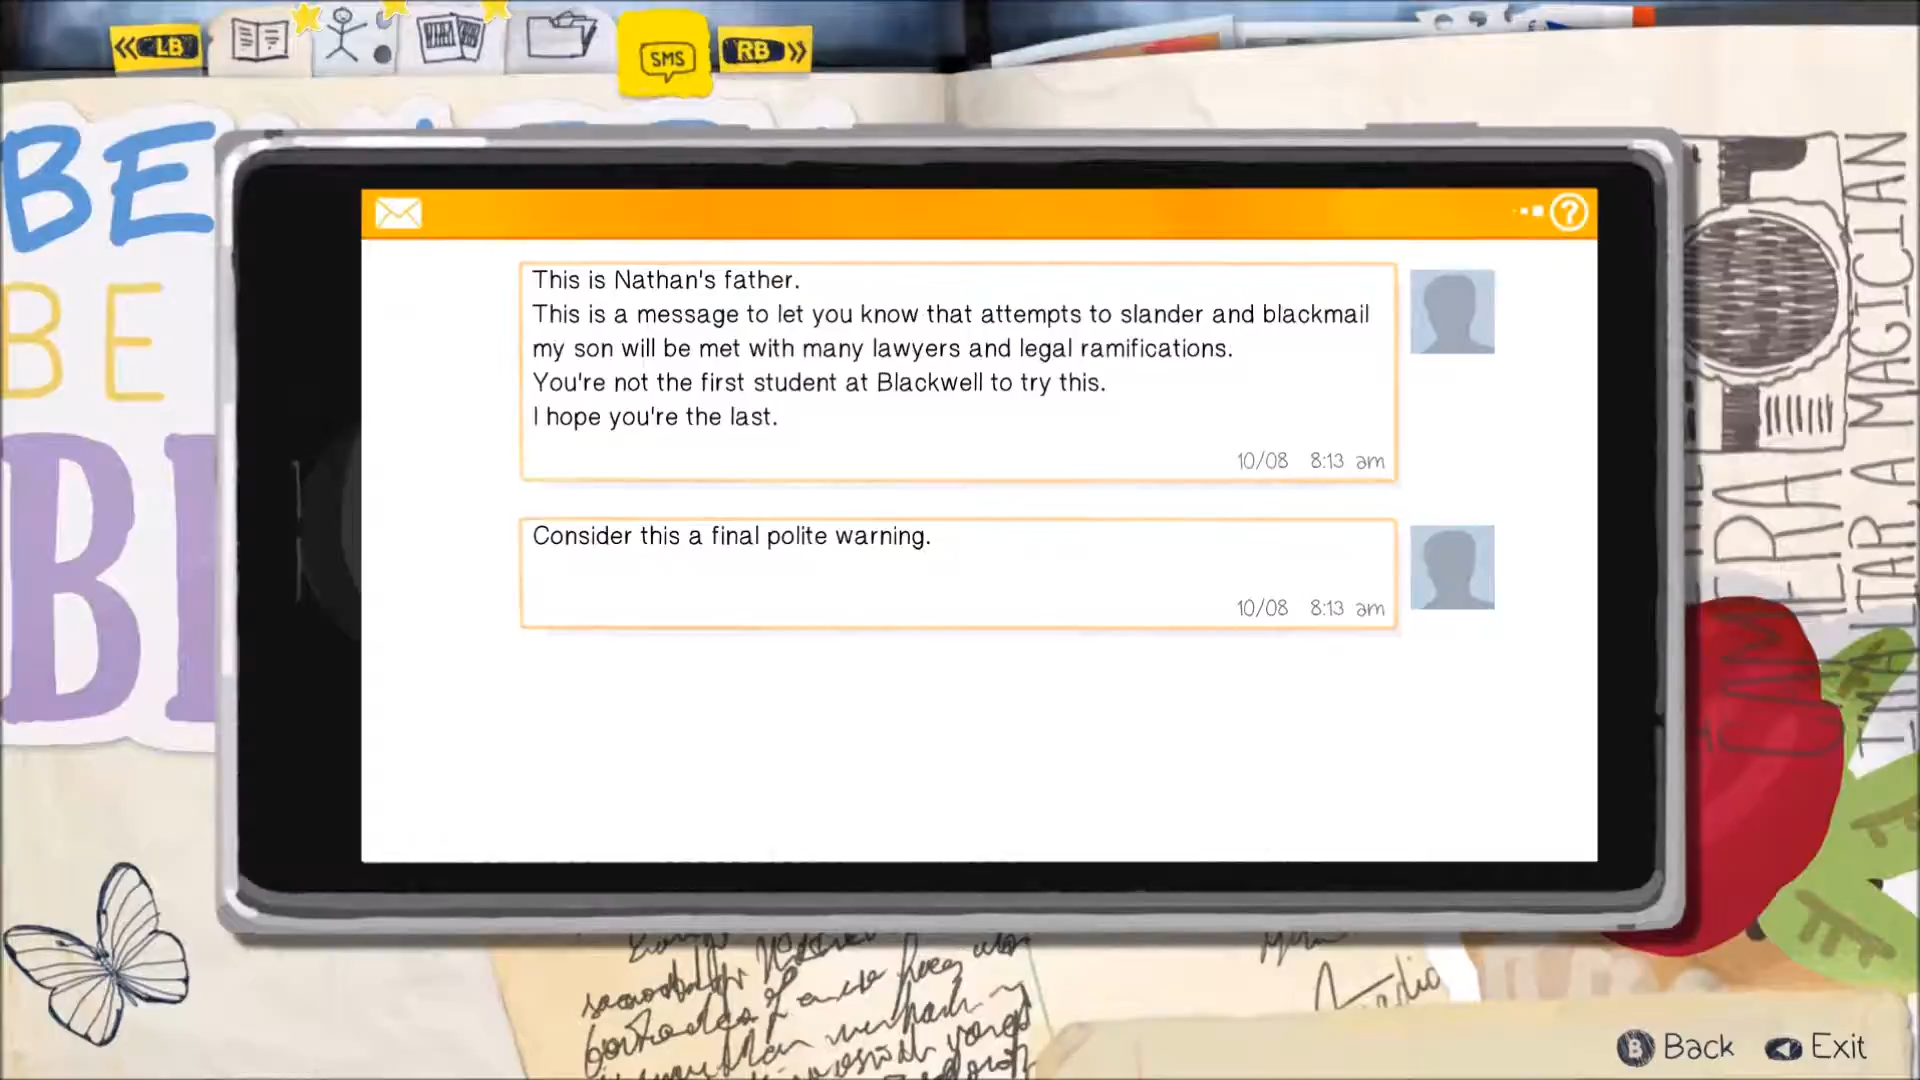 LB
SMS
RB
BE
BE
This is Nathan's father.
This is a message to let you know that attempts to slander and blackmail
my son will be met with many lawyers and legal ramifications.
You're not the first student at Blackwell to try this.
I hope you're the last.
10/08 8:13 am
Consider this a final polite warning.
10/08 8:13 am
?
MAGICIAN
B Back
Exit